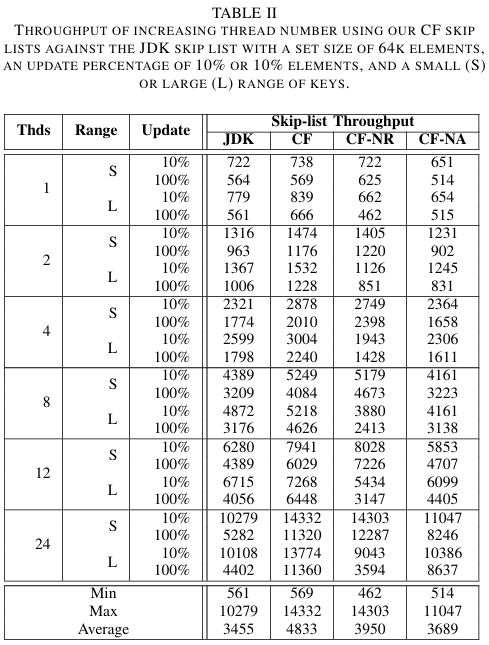 TABLE II
THROUGHPUT OF INCREASING THREAD NUMBER USING OUR CF SKIP
LISTS AGAINST THE JDK SKIP LIST WITH A SET SIZE OF 64K ELEMENTS,
AN UPDATE PERCENTAGE OF 10% OR 10% ELEMENTS, AND A SMALL (S)
OR LARGE (L) RANGE OF KEYS.
Thds Range Update Skip-list Throughput
JDK CF CF-NR CF-NA
1 S 10% 722 738 722 651
100% 564 569 625 514
L 10% 779 839 662 654
100% 561 666 462 515
2 S 10% 1316 1474 1405 1231
100% 963 1176 1220 902
L 10% 1367 1532 1126 1245
100% 1006 1228 851 831
4 S 10% 2321 2878 2749 2364
100% 1774 2010 2398 1658
L 10% 2599 3004 1943 2306
100% 1798 2240 1428 1611
8 S 10% 4389 5249 5179 4161
100% 3209 4084 4673 3223
L 10% 4872 5218 3880 4161
100% 3176 4626 2413 3138
12 S 10% 6280 7941 8028 5853
100% 4389 6029 7226 4707
L 10% 6715 7268 5434 6099
100% 4056 6448 3147 4405
24 S 10% 10279 14332 14303 11047
100% 5282 11320 12287 8246
L 10% 10108 13774 9043 10386
100% 4402 11360 3594 8637
Min 561 569 462 514
Max 10279 14332 14303 11047
Average 3455 4833 3950 3689